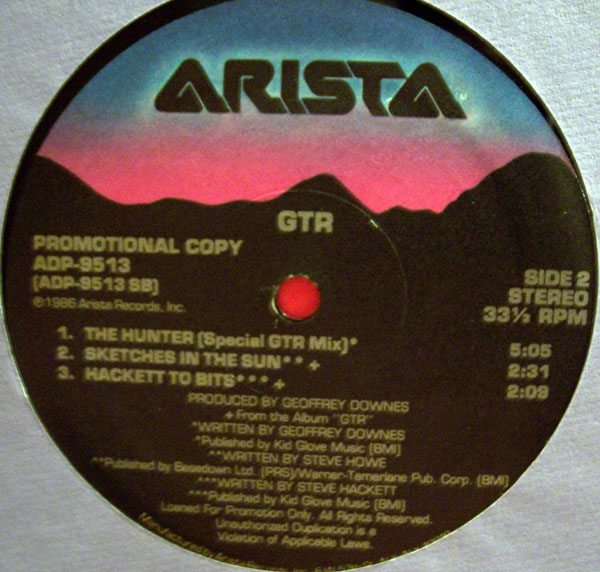 ARISTA
GTR
PROMOTIONAL COPY
ADP-9513
(ADP-9513 SB)
℗1986 Arista Records, Inc.
SIDE 2
STEREO
33⅓ RPM
1. THE HUNTER (Special GTR Mix)* 5:05
2. SKETCHES IN THE SUN** + 2:31
3. HACKETT TO BITS*** + 2:09
PRODUCED BY GEOFFREY DOWNES
+ From the Album "GTR"
*WRITTEN BY GEOFFREY DOWNES
*Published by Kid Glove Music (BMI)
**WRITTEN BY STEVE HOWE
**Published by Basedown Ltd. (PRS)/Warner-Tamerlane Pub. Corp. (BMI)
***WRITTEN BY STEVE HACKETT
***Published by Kid Glove Music (BMI)
Loaned For Promotion Only. All Rights Reserved.
Unauthorized Duplication is a
Violation of Applicable Laws.
Manufactured by Arista Records, Inc.